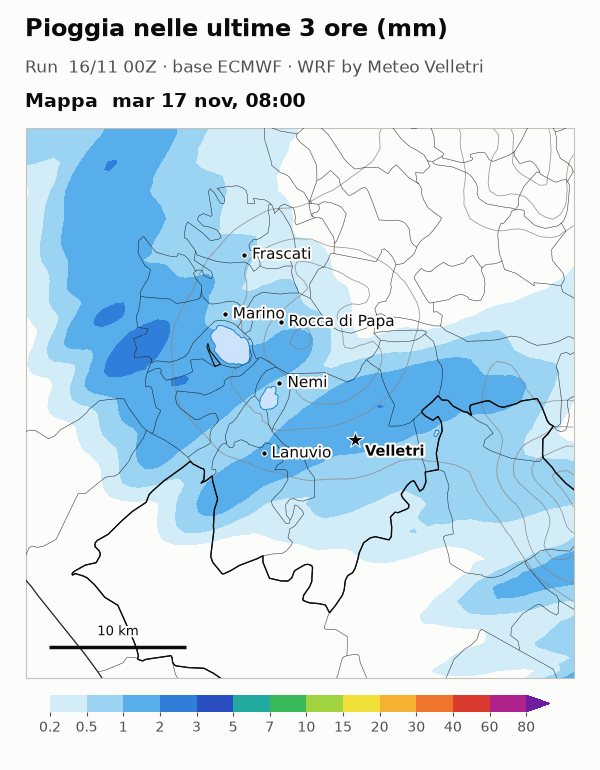 Pioggia nelle ultime 3 ore (mm)
Run  16/11 00Z · base ECMWF · WRF by Meteo Velletri
Mappa  mar 17 nov, 08:00
Frascati
Marino
Rocca di Papa
Nemi
Velletri
Lanuvio
10 km
0.2 0.5 1 2 3 5 7 10 15 20 30 40 60 80